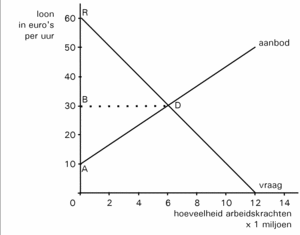 loon
in euro's
per uur
60
50
40
30
20
10
R
B
A
D
aanbod
vraag
0 2 4 6 8 10 12 14
hoeveelheid arbeidskrachten
x 1 miljoen